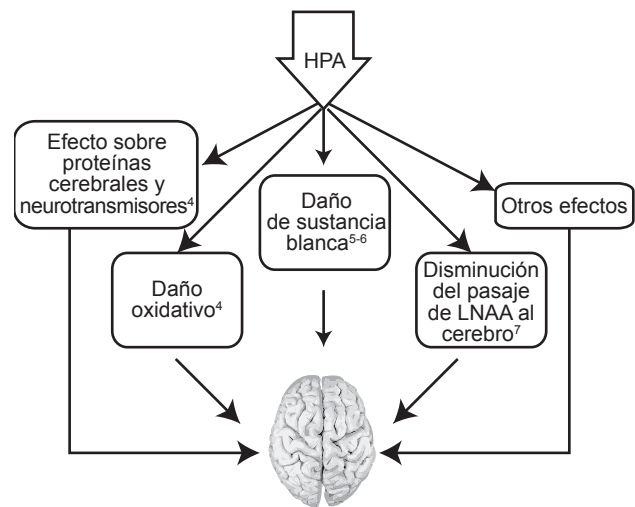 HPA
Efecto sobre
proteínas
cerebrales y
neurotransmisores⁴
Daño
de sustancia
blanca⁵⁻⁶
Otros efectos
Daño
oxidativo⁴
Disminución
del pasaje
de LNAA al
cerebro⁷